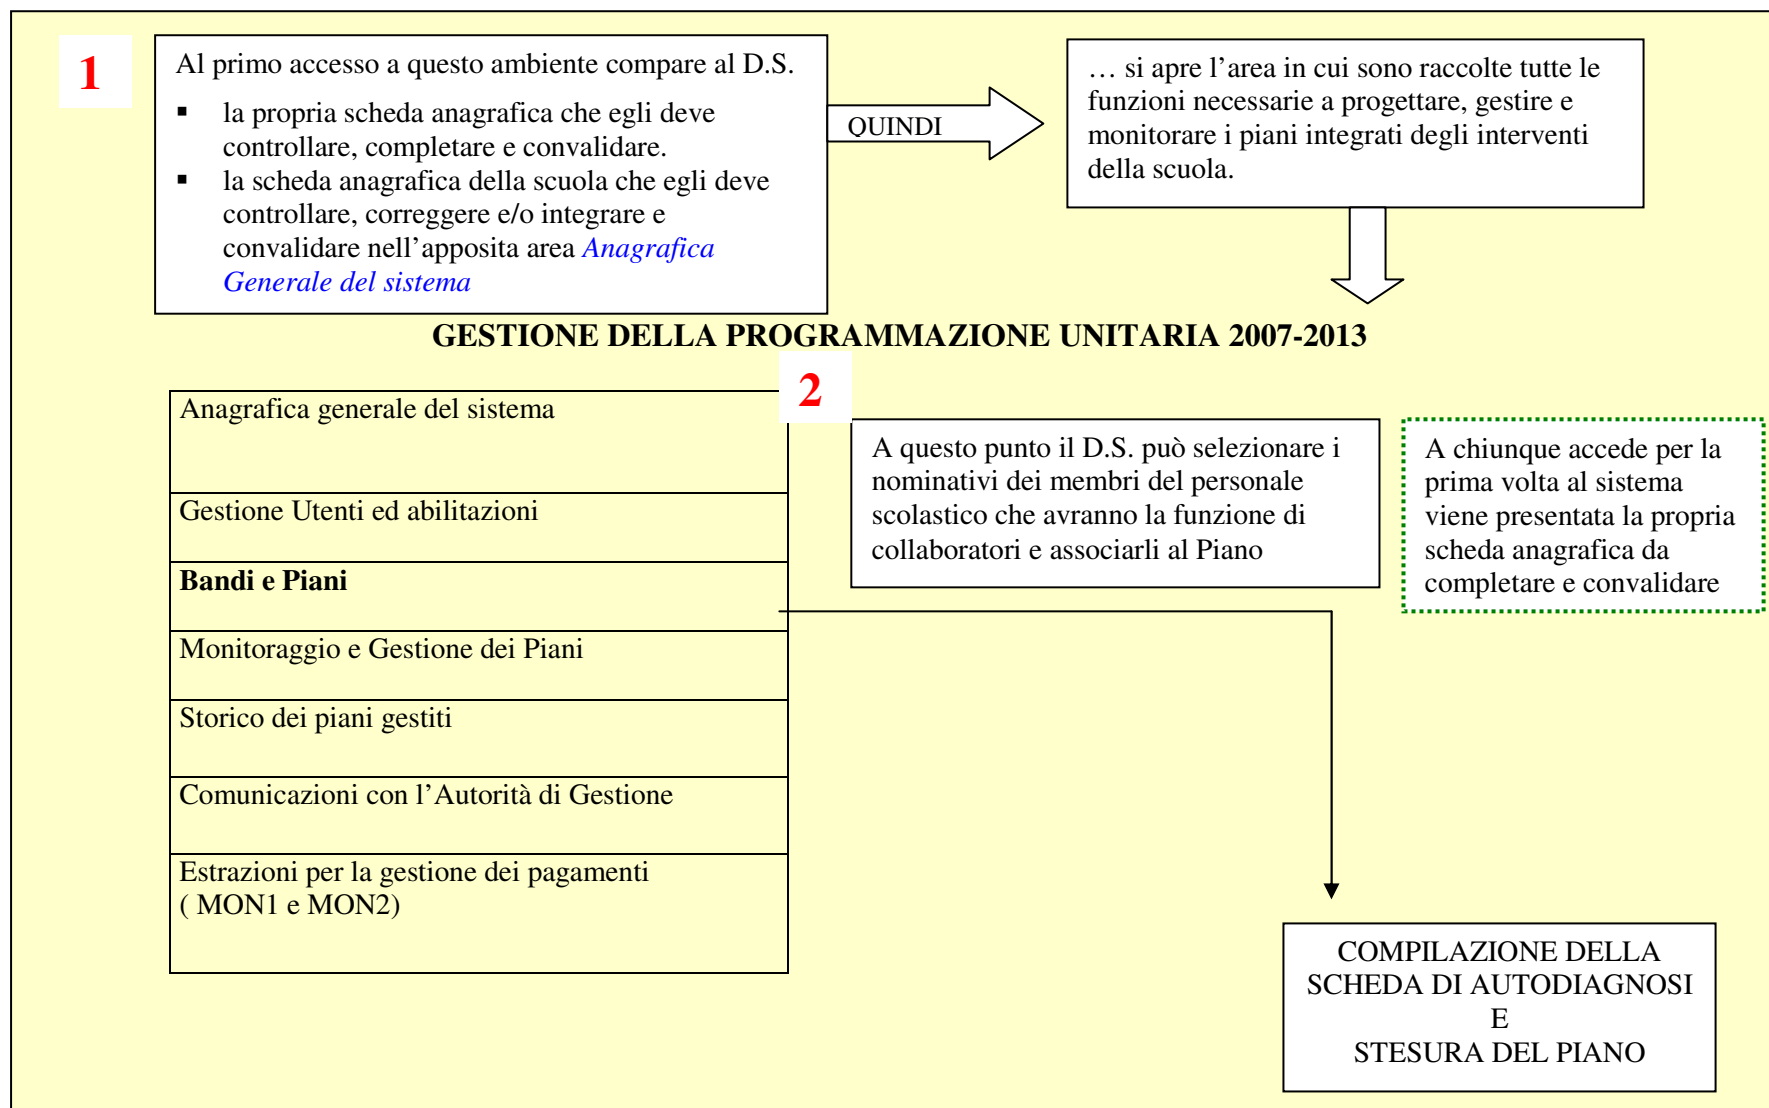 1
Al primo accesso a questo ambiente compare al D.S.
▪ la propria scheda anagrafica che egli deve
controllare, completare e convalidare.
▪ la scheda anagrafica della scuola che egli deve
controllare, correggere e/o integrare e
convalidare nell'apposita area Anagrafica
Generale del sistema
QUINDI
… si apre l'area in cui sono raccolte tutte le
funzioni necessarie a progettare, gestire e
monitorare i piani integrati degli interventi
della scuola.
GESTIONE DELLA PROGRAMMAZIONE UNITARIA 2007-2013
Anagrafica generale del sistema
Gestione Utenti ed abilitazioni
Bandi e Piani
Monitoraggio e Gestione dei Piani
Storico dei piani gestiti
Comunicazioni con l'Autorità di Gestione
Estrazioni per la gestione dei pagamenti
( MON1 e MON2)
2
A questo punto il D.S. può selezionare i
nominativi dei membri del personale
scolastico che avranno la funzione di
collaboratori e associarli al Piano
A chiunque accede per la
prima volta al sistema
viene presentata la propria
scheda anagrafica da
completare e convalidare
COMPILAZIONE DELLA
SCHEDA DI AUTODIAGNOSI
E
STESURA DEL PIANO